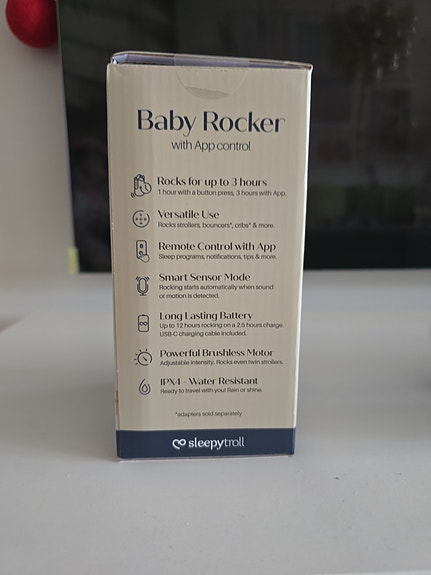 Baby Rocker
with App control
Rocks for up to 3 hours
1 hour with a button press, 3 hours with App.
Versatile Use
Rocks strollers, bouncers*, cribs* & more.
Remote Control with App
Sleep programs, notifications, tips & more.
Smart Sensor Mode
Rocking starts automatically when sound
or motion is detected.
Long Lasting Battery
Up to 12 hours rocking on a 2.5 hours charge.
USB-C charging cable included.
Powerful Brushless Motor
Adjustable intensity. Rocks even twin strollers.
IPX4 - Water Resistant
Ready to travel with you! Rain or shine.
*adapters sold separately
sleepytroll